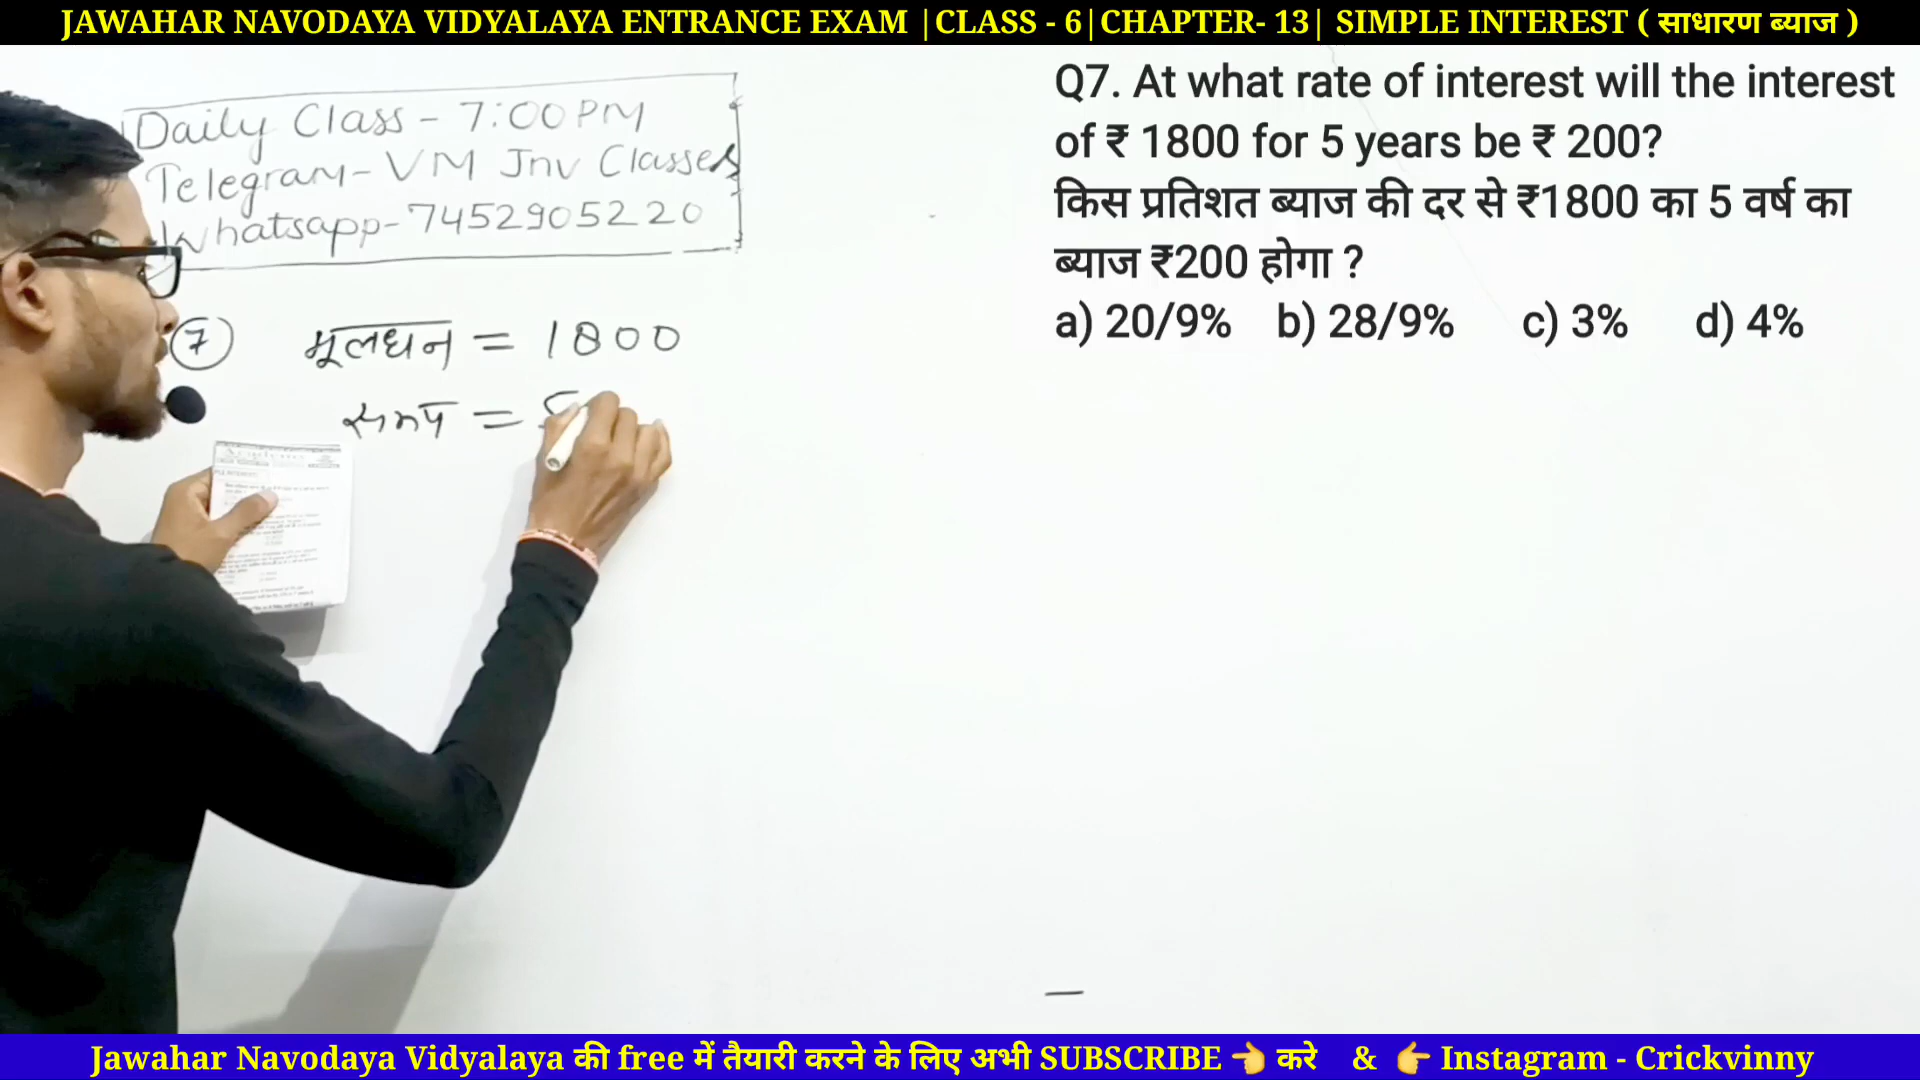 JAWAHAR NAVODAYA VIDYALAYA ENTRANCE EXAM |CLASS - 6|CHAPTER- 13| SIMPLE INTEREST ( साधारण ब्याज )
Daily Class - 7:00 PM
Telegram - VM Jnv Classes
Whatsapp - 7452905220
7 मूलधन = 1800
समय = 5
Q7. At what rate of interest will the interest
of ₹ 1800 for 5 years be ₹ 200?
किस प्रतिशत ब्याज की दर से ₹1800 का 5 वर्ष का
ब्याज ₹200 होगा ?
a) 20/9% b) 28/9% c) 3% d) 4%
Jawahar Navodaya Vidyalaya की free में तैयारी करने के लिए अभी SUBSCRIBE 👈 करे & 👉 Instagram - Crickvinny